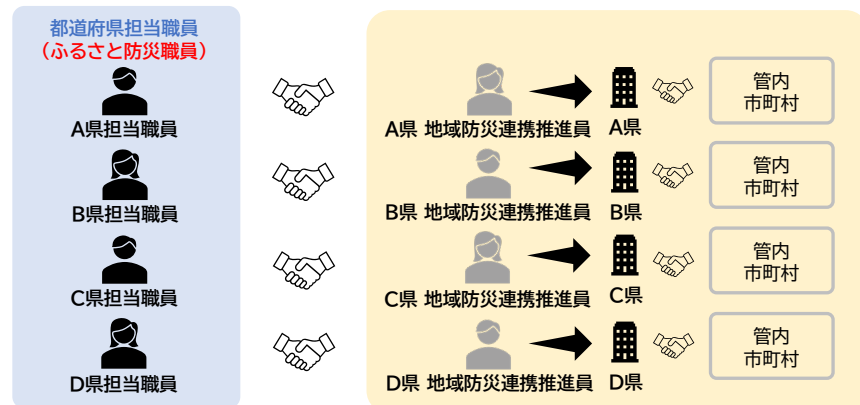 都道府県担当職員
（ふるさと防災職員）
A県担当職員
A県 地域防災連携推進員
A県
管内
市町村
B県担当職員
B県 地域防災連携推進員
B県
管内
市町村
C県担当職員
C県 地域防災連携推進員
C県
管内
市町村
D県担当職員
D県 地域防災連携推進員
D県
管内
市町村